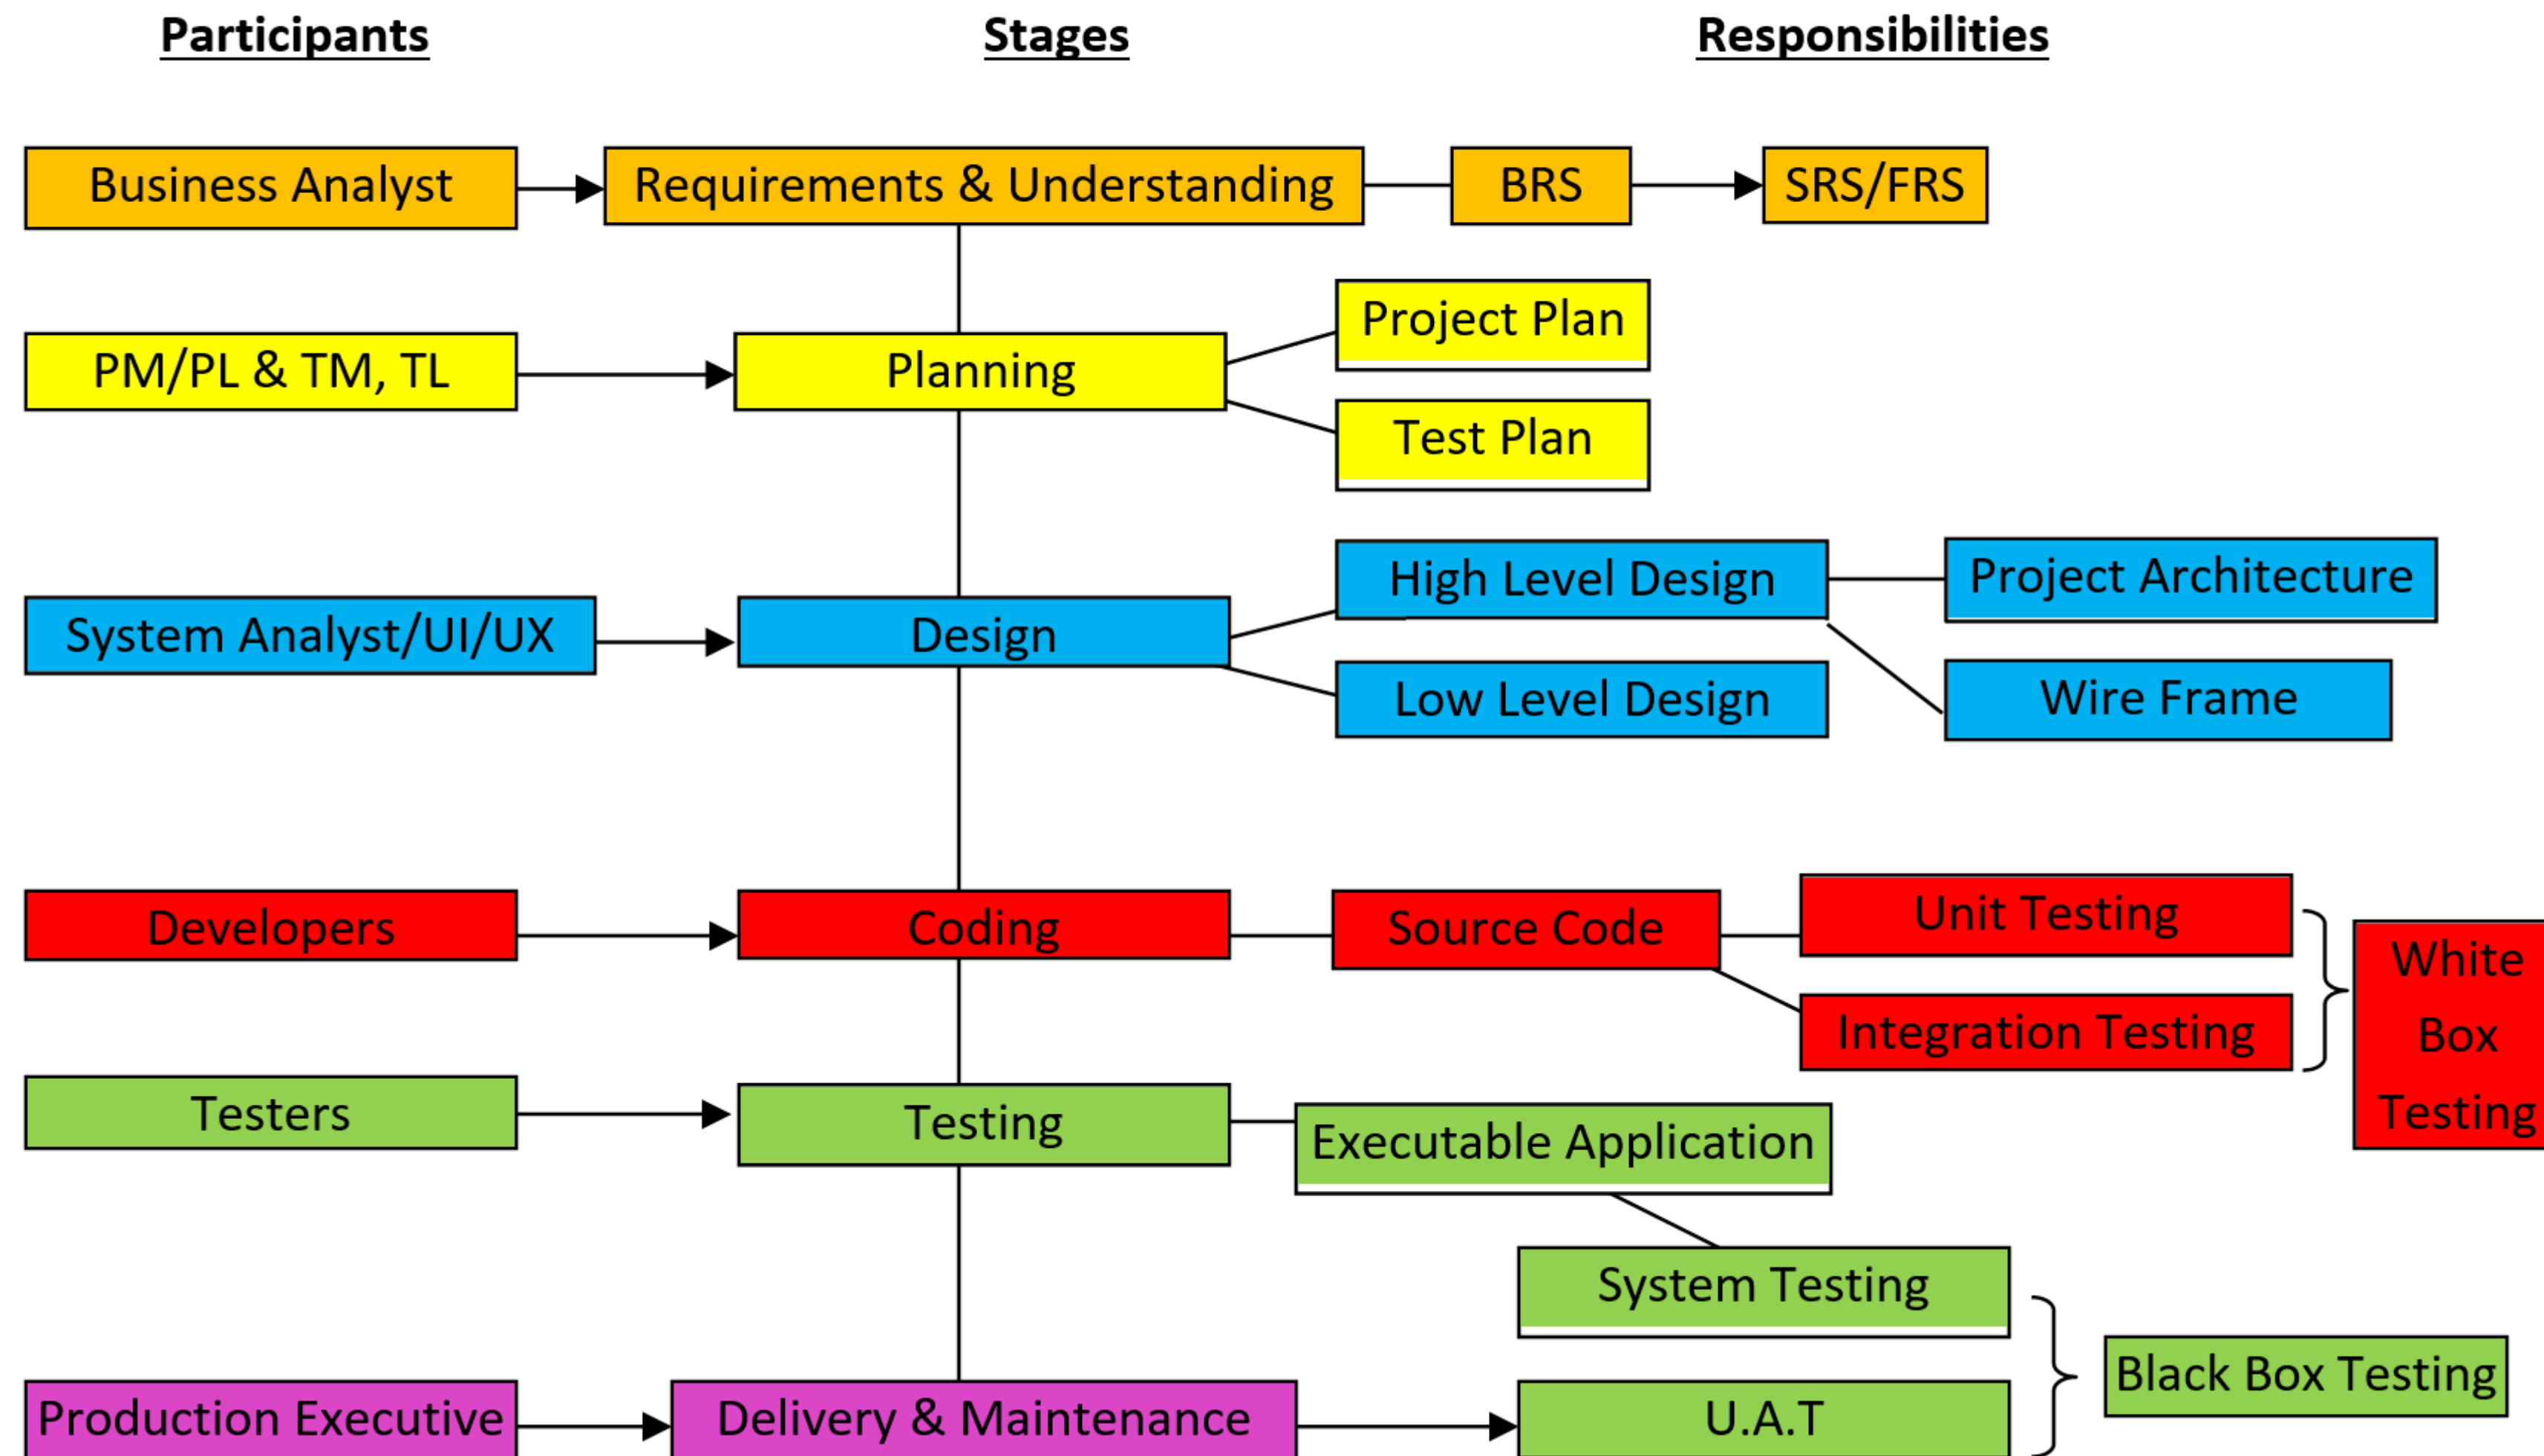 Participants
Stages
Responsibilities
Business Analyst
Requirements & Understanding
BRS
SRS/FRS
PM/PL & TM, TL
Planning
Project Plan
Test Plan
System Analyst/UI/UX
Design
High Level Design
Project Architecture
Low Level Design
Wire Frame
Developers
Coding
Source Code
Unit Testing
Integration Testing
White
Box
Testing
Testers
Testing
Executable Application
System Testing
Black Box Testing
Production Executive
Delivery & Maintenance
U.A.T